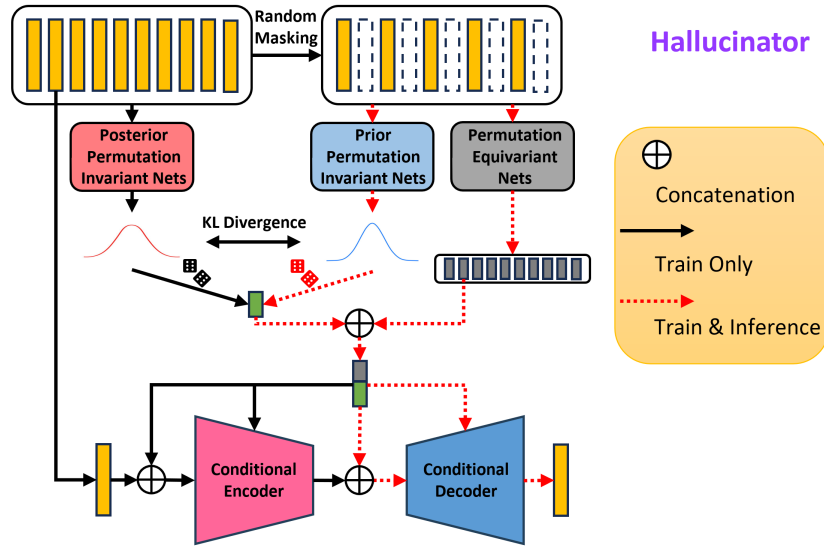 Random
Masking
Hallucinator
Posterior
Permutation
Invariant Nets
Prior
Permutation
Invariant Nets
Permutation
Equivariant
Nets
KL Divergence
Concatenation
Train Only
Train & Inference
Conditional
Encoder
Conditional
Decoder